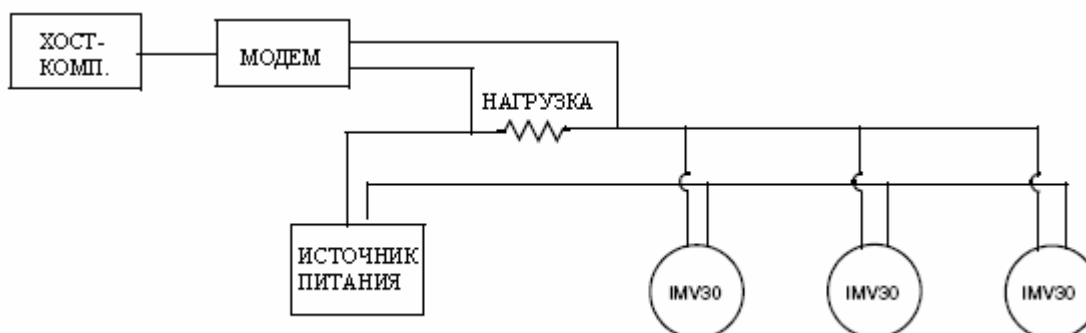 ХОСТ-
КОМП.
МОДЕМ
НАГРУЗКА
ИСТОЧНИК
ПИТАНИЯ
IMV30
IMV30
IMV30